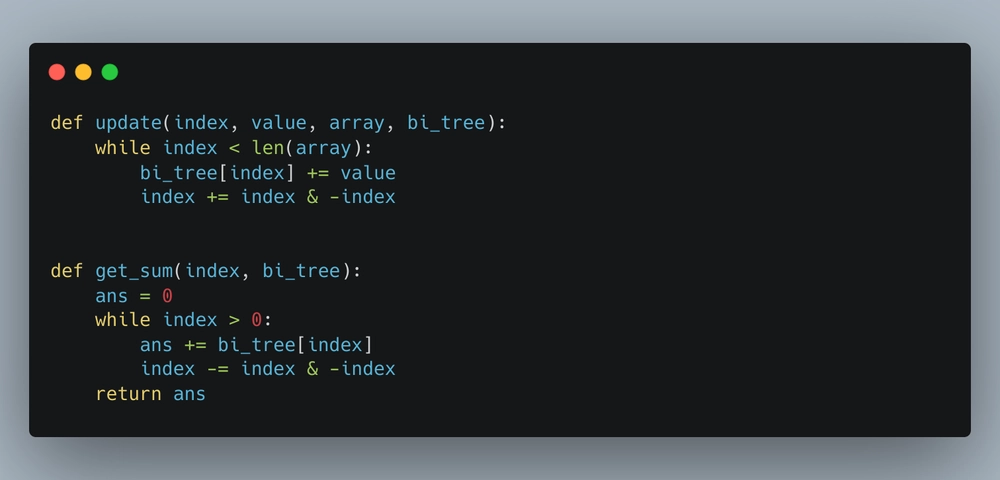 def update(index, value, array, bi_tree):
    while index < len(array):
        bi_tree[index] += value
        index += index & -index
def get_sum(index, bi_tree):
    ans = 0
    while index > 0:
        ans += bi_tree[index]
        index -= index & -index
    return ans